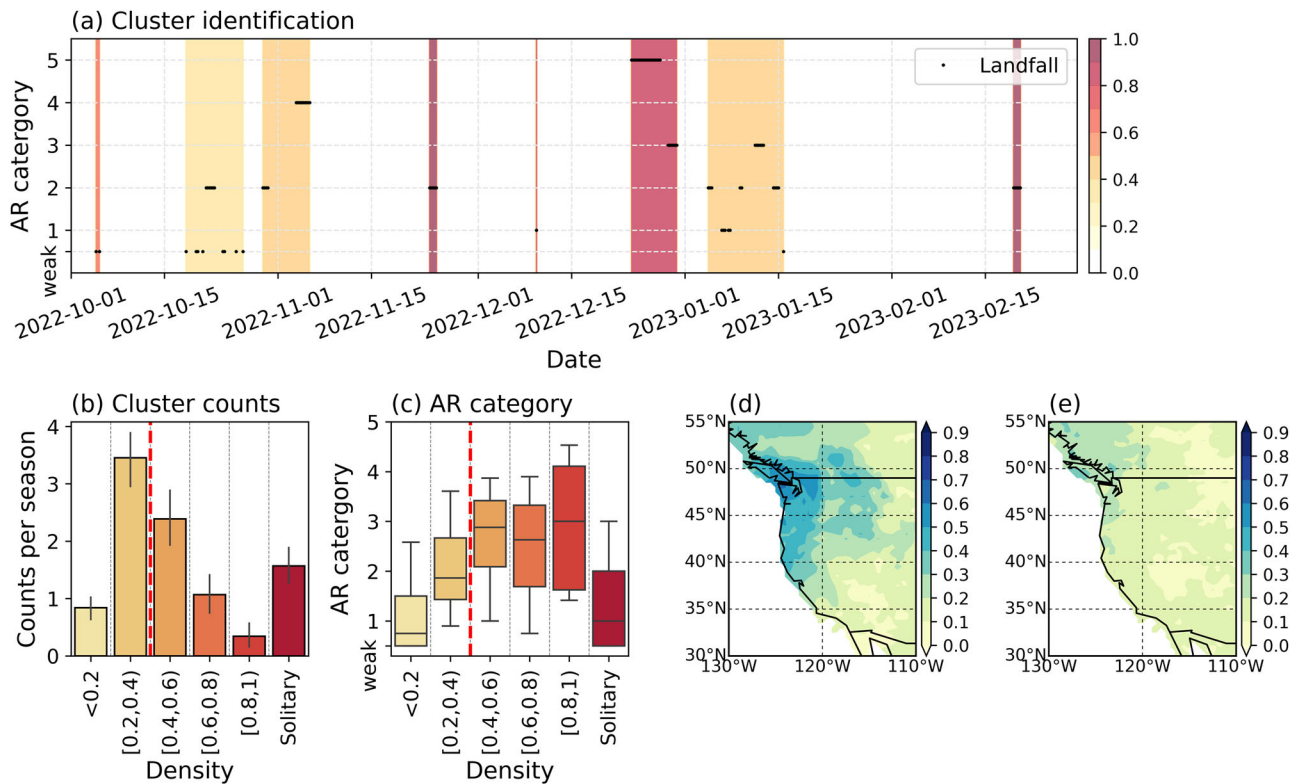 (a) Cluster identification
AR catergory
5
4
3
2
1
weak
Landfall
1.0
0.8
0.6
0.4
0.2
0.0
2022-10-01
2022-10-15
2022-11-01
2022-11-15
2022-12-01
2022-12-15
2023-01-01
2023-01-15
2023-02-01
2023-02-15
Date
(b) Cluster counts
Counts per season
4
3
2
1
0
<0.2
[0.2,0.4)
[0.4,0.6)
[0.6,0.8)
[0.8,1)
Solitary
Density
(c) AR category
AR catergory
5
4
3
2
1
weak
<0.2
[0.2,0.4)
[0.4,0.6)
[0.6,0.8)
[0.8,1)
Solitary
Density
(d)
55°N
50°N
45°N
40°N
35°N
30°N
130°W
120°W
110°W
0.9
0.8
0.7
0.6
0.5
0.4
0.3
0.2
0.1
0.0
(e)
55°N
50°N
45°N
40°N
35°N
30°N
130°W
120°W
110°W
0.9
0.8
0.7
0.6
0.5
0.4
0.3
0.2
0.1
0.0